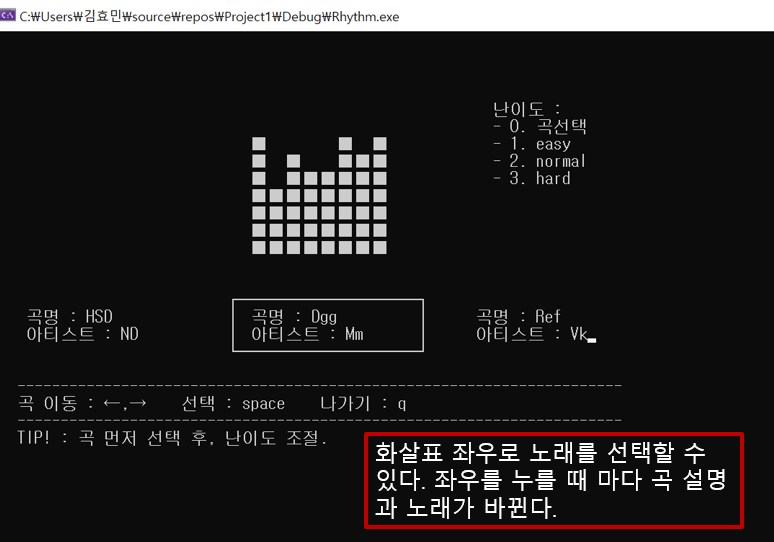 C:\Users\김효민\source\repos\Project1\Debug\Rhythm.exe
난이도 :
- 0. 곡선택
- 1. easy
- 2. normal
- 3. hard
곡명 : HSD
아티스트 : ND
곡명 : Dgg
아티스트 : Mm
곡명 : Ref
아티스트 : Vk
--------------------------------------------------------------------
곡 이동 : ←,→ 선택 : space 나가기 : q
--------------------------------------------------------------------
TIP! : 곡 먼저 선택 후, 난이도 조절.
화살표 좌우로 노래를 선택할 수
있다. 좌우를 누를 때 마다 곡 설명
과 노래가 바뀐다.